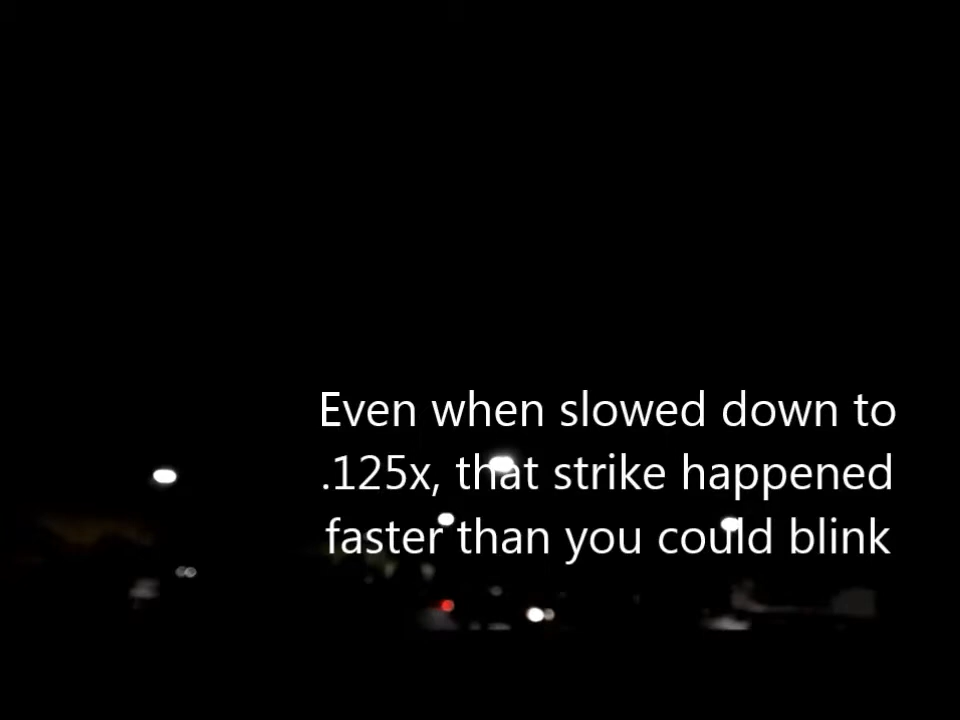 Even when slowed down to
.125x, that strike happened
faster than you could blink